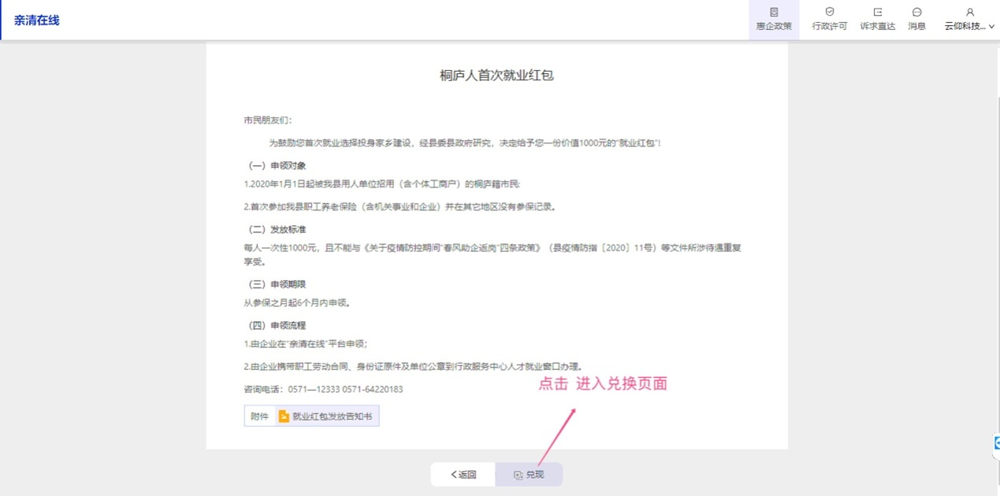 亲清在线
惠企政策
行政许可
诉求直达
消息
云仰科技...
桐庐人首次就业红包
市民朋友们：
为鼓励您首次就业选择投身家乡建设，经县委县政府研究，决定给予您一份价值1000元的"就业红包"!
（一）申领对象
1.2020年1月1日起被我县用人单位招用（含个体工商户）的桐庐籍市民;
2.首次参加我县职工养老保险（含机关事业和企业）并在其它地区没有参保记录。
（二）发放标准
每人一次性1000元，且不能与《关于疫情防控期间"春风助企返岗"四条政策》（县疫情防指〔2020〕11号）等文件所涉待遇重复
享受。
（三）申领期限
从参保之月起6个月内申领。
（四）申领流程
1.由企业在"亲清在线"平台申领；
2.由企业携带职工劳动合同、身份证原件及单位公章到行政服务中心人才就业窗口办理。
点击 进入兑换页面
咨询电话：0571—12333 0571-64220183
附件 就业红包发放告知书
返回
兑现